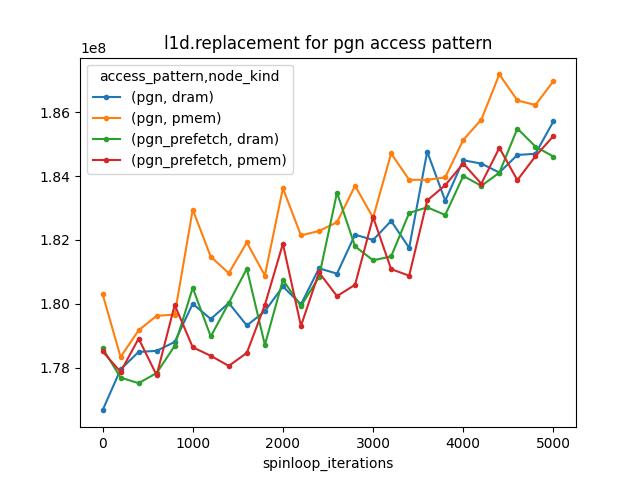 l1d.replacement for pgn access pattern
1e8
access_pattern,node_kind
(pgn, dram)
(pgn, pmem)
(pgn_prefetch, dram)
(pgn_prefetch, pmem)
1.86
1.84
1.82
1.80
1.78
0 1000 2000 3000 4000 5000
spinloop_iterations